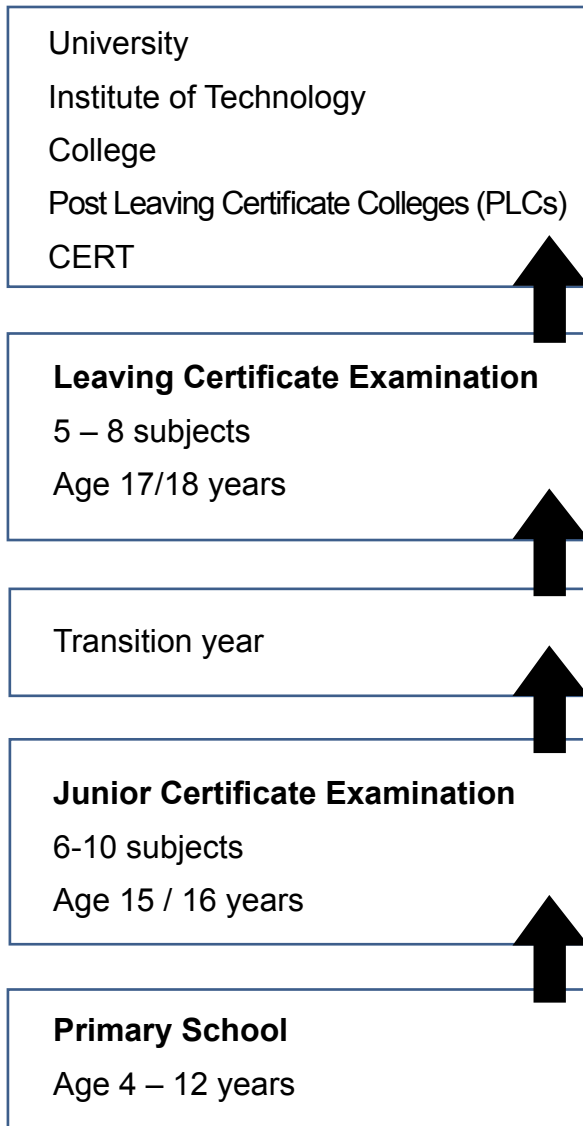 University
Institute of Technology
College
Post Leaving Certificate Colleges (PLCs)
CERT
Leaving Certificate Examination
5 – 8 subjects
Age 17/18 years
Transition year
Junior Certificate Examination
6-10 subjects
Age 15 / 16 years
Primary School
Age 4 – 12 years